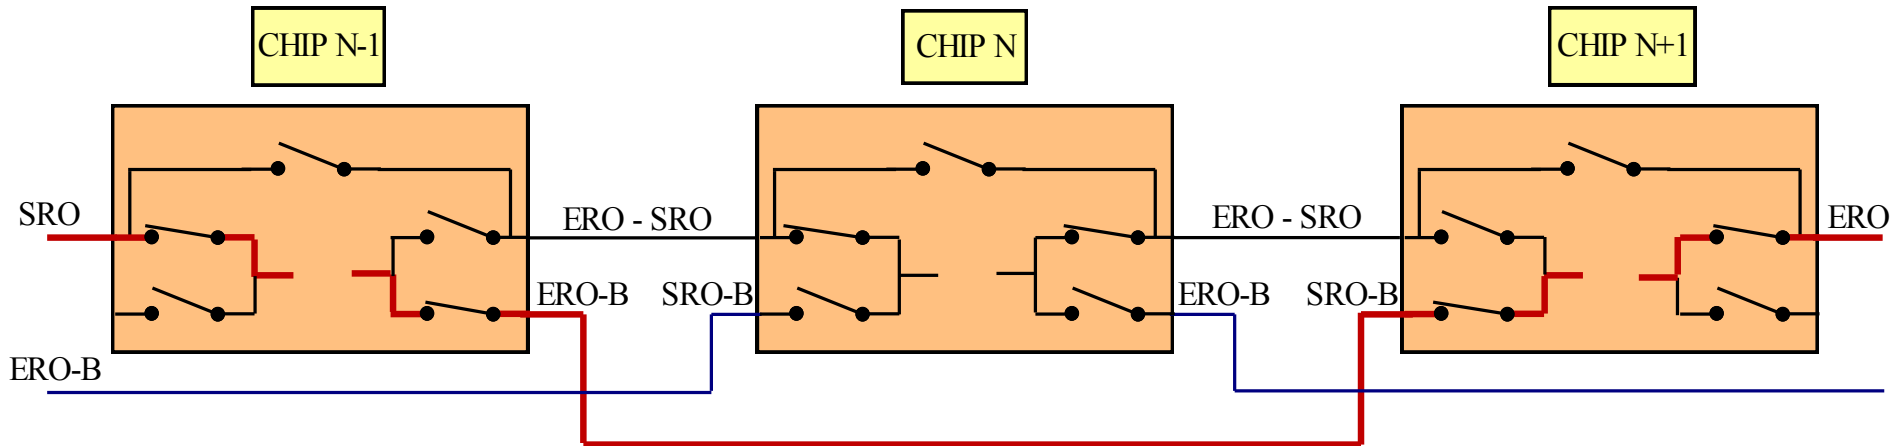 CHIP N-1
CHIP N
CHIP N+1
SRO
ERO - SRO
ERO - SRO
ERO
ERO-B
SRO-B
ERO-B
SRO-B
ERO-B